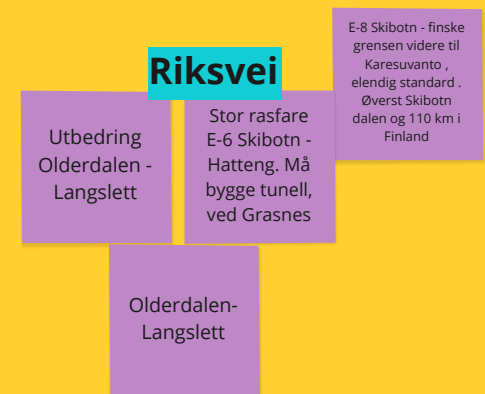 Riksvei
E-8 Skibotn - finske
grensen videre til
Karesuvanto ,
elendig standard .
Øverst Skibotn
dalen og 110 km i
Finland
Utbedring
Olderdalen -
Langslett
Stor rasfare
E-6 Skibotn -
Hatteng. Må
bygge tunell,
ved Grasnes
Olderdalen-
Langslett